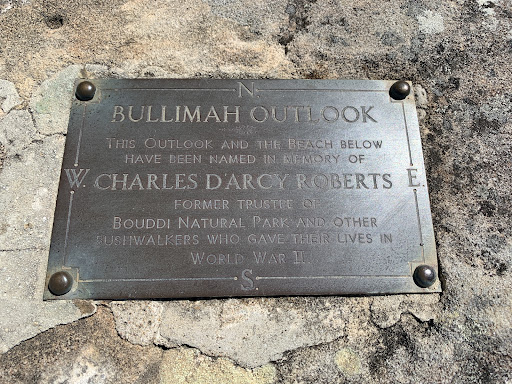 N
BULLIMAH OUTLOOK
THIS OUTLOOK AND THE BEACH BELOW
HAVE BEEN NAMED IN MEMORY OF
W. CHARLES D'ARCY ROBERTS E.
FORMER TRUSTEE OF
BOUDDI NATURAL PARK AND OTHER
BUSHWALKERS WHO GAVE THEIR LIVES IN
WORLD WAR II.
S.